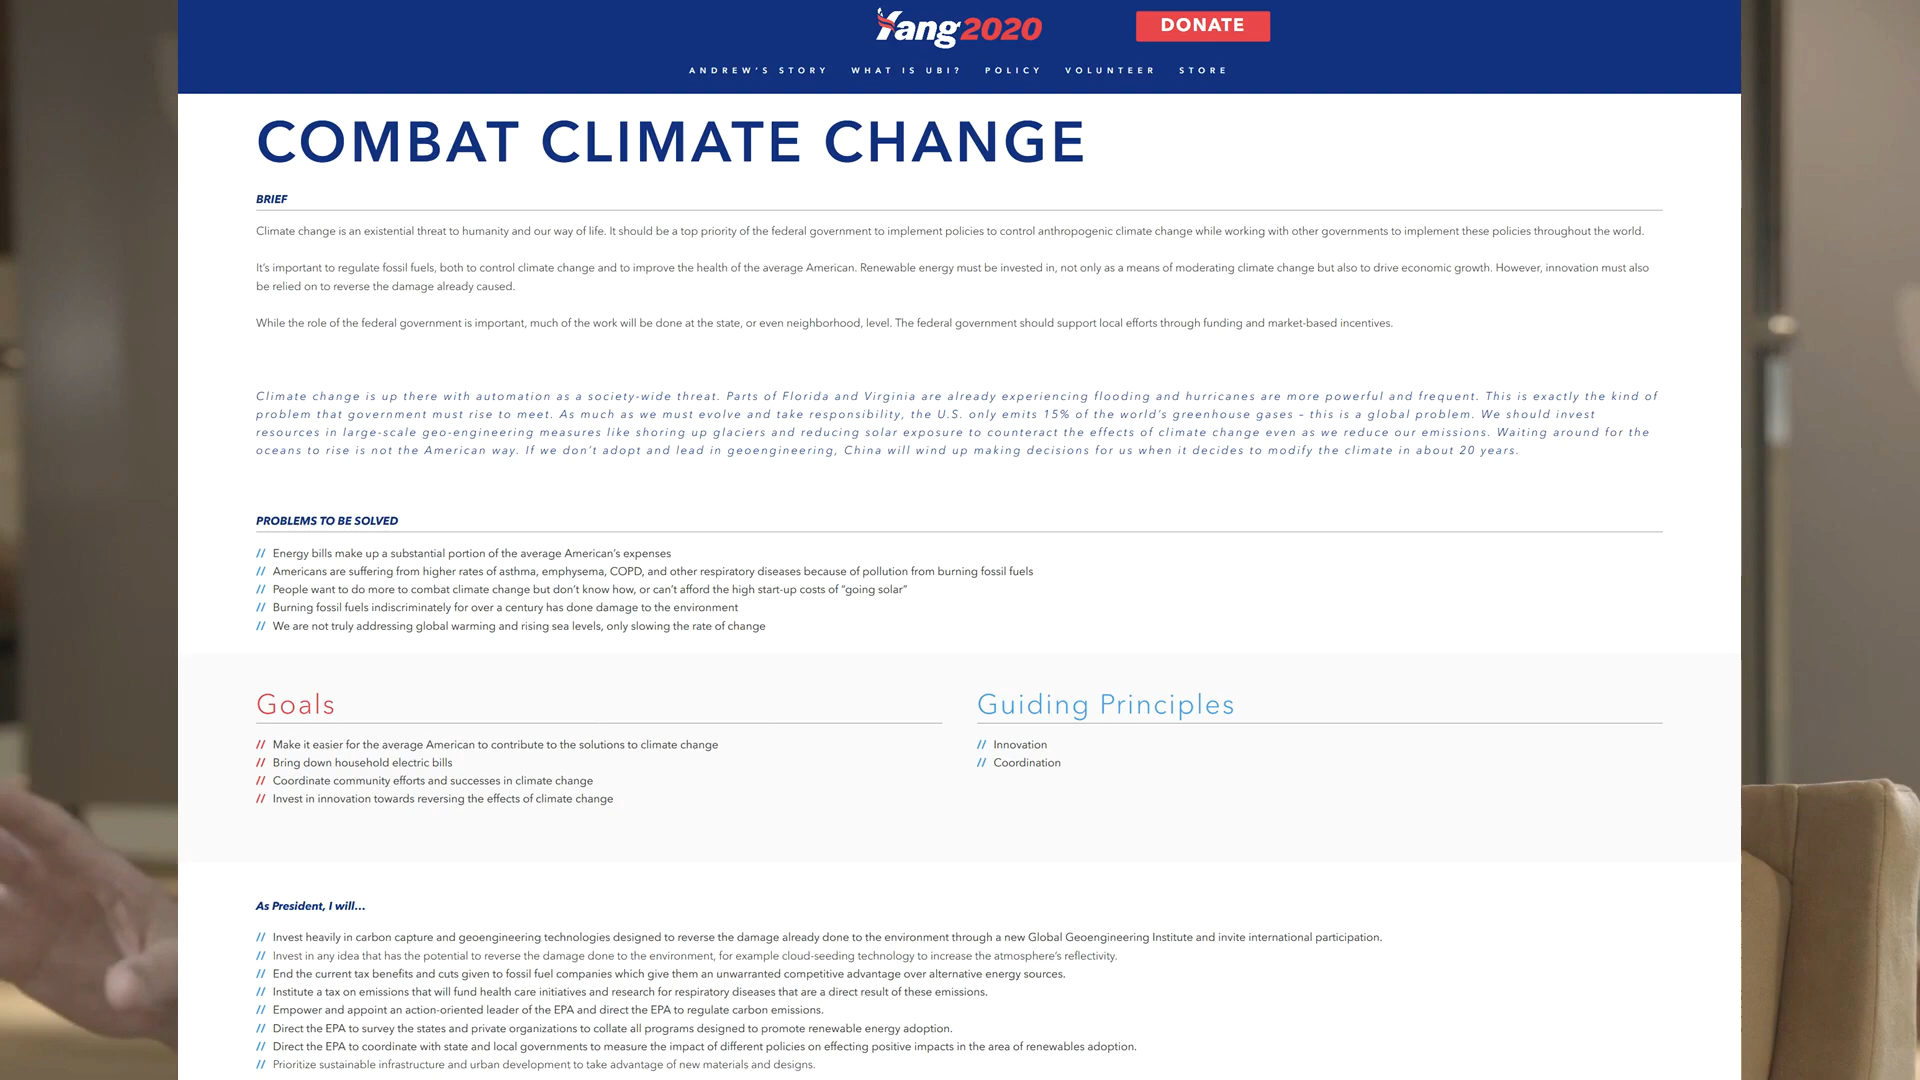 Yang2020
DONATE
ANDREW'S STORY WHAT IS UBI? POLICY VOLUNTEER STORE
COMBAT CLIMATE CHANGE
BRIEF
Climate change is an existential threat to humanity and our way of life. It should be a top priority of the federal government to implement policies to control anthropogenic climate change while working with other governments to implement these policies throughout the world.
It's important to regulate fossil fuels, both to control climate change and to improve the health of the average American. Renewable energy must be invested in, not only as a means of moderating climate change but also to drive economic growth. However, innovation must also
be relied on to reverse the damage already caused.
While the role of the federal government is important, much of the work will be done at the state, or even neighborhood, level. The federal government should support local efforts through funding and market-based incentives.
Climate change is up there with automation as a society-wide threat. Parts of Florida and Virginia are already experiencing flooding and hurricanes are more powerful and frequent. This is exactly the kind of
problem that government must rise to meet. As much as we must evolve and take responsibility, the U.S. only emits 15% of the world's greenhouse gases – this is a global problem. We should invest
resources in large-scale geo-engineering measures like shoring up glaciers and reducing solar exposure to counteract the effects of climate change even as we reduce our emissions. Waiting around for the
oceans to rise is not the American way. If we don't adopt and lead in geoengineering, China will wind up making decisions for us when it decides to modify the climate in about 20 years.
PROBLEMS TO BE SOLVED
// Energy bills make up a substantial portion of the average American's expenses
// Americans are suffering from higher rates of asthma, emphysema, COPD, and other respiratory diseases because of pollution from burning fossil fuels
// People want to do more to combat climate change but don't know how, or can't afford the high start-up costs of "going solar"
// Burning fossil fuels indiscriminately for over a century has done damage to the environment
// We are not truly addressing global warming and rising sea levels, only slowing the rate of change
Goals
// Make it easier for the average American to contribute to the solutions to climate change
// Bring down household electric bills
// Coordinate community efforts and successes in climate change
// Invest in innovation towards reversing the effects of climate change
Guiding Principles
// Innovation
// Coordination
As President, I will...
// Invest heavily in carbon capture and geoengineering technologies designed to reverse the damage already done to the environment through a new Global Geoengineering Institute and invite international participation.
// Invest in any idea that has the potential to reverse the damage done to the environment, for example cloud-seeding technology to increase the atmosphere's reflectivity.
// End the current tax benefits and cuts given to fossil fuel companies which give them an unwarranted competitive advantage over alternative energy sources.
// Institute a tax on emissions that will fund health care initiatives and research for respiratory diseases that are a direct result of these emissions.
// Empower and appoint an action-oriented leader of the EPA and direct the EPA to regulate carbon emissions.
// Direct the EPA to survey the states and private organizations to collate all programs designed to promote renewable energy adoption.
// Direct the EPA to coordinate with state and local governments to measure the impact of different policies on effecting positive impacts in the area of renewables adoption.
// Prioritize sustainable infrastructure and urban development to take advantage of new materials and designs.